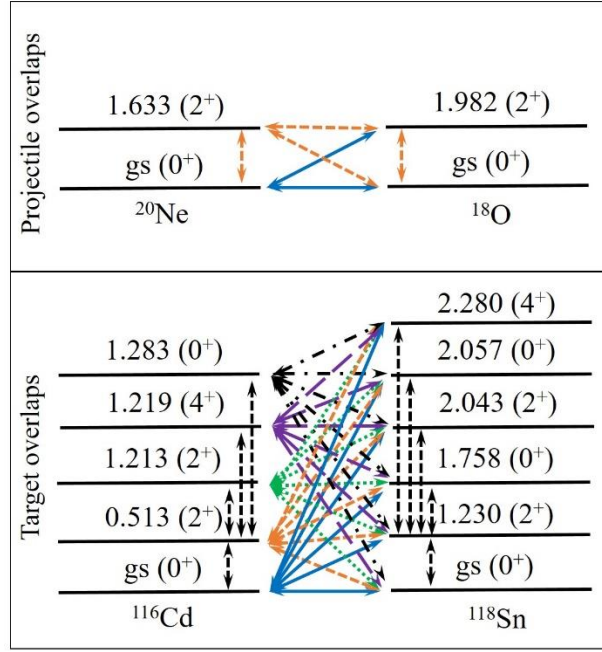 Projectile overlaps
1.633 (2⁺)
1.982 (2⁺)
gs (0⁺)
gs (0⁺)
²⁰Ne
¹⁸O
Target overlaps
2.280 (4⁺)
1.283 (0⁺)
2.057 (0⁺)
1.219 (4⁺)
2.043 (2⁺)
1.213 (2⁺)
1.758 (0⁺)
0.513 (2⁺)
1.230 (2⁺)
gs (0⁺)
gs (0⁺)
¹¹⁶Cd
¹¹⁸Sn